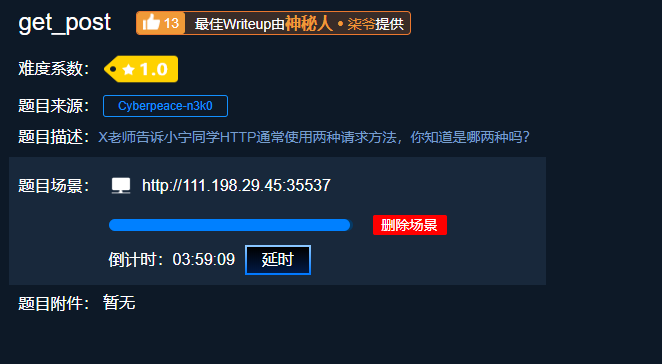 get_post 13 最佳Writeup由神秘人 • 柒爷提供
难度系数： 1.0
题目来源： Cyberpeace-n3k0
题目描述：X老师告诉小宁同学HTTP通常使用两种请求方法，你知道是哪两种吗？
题目场景： http://111.198.29.45:35537
删除场景
倒计时：03:59:09 延时
题目附件： 暂无